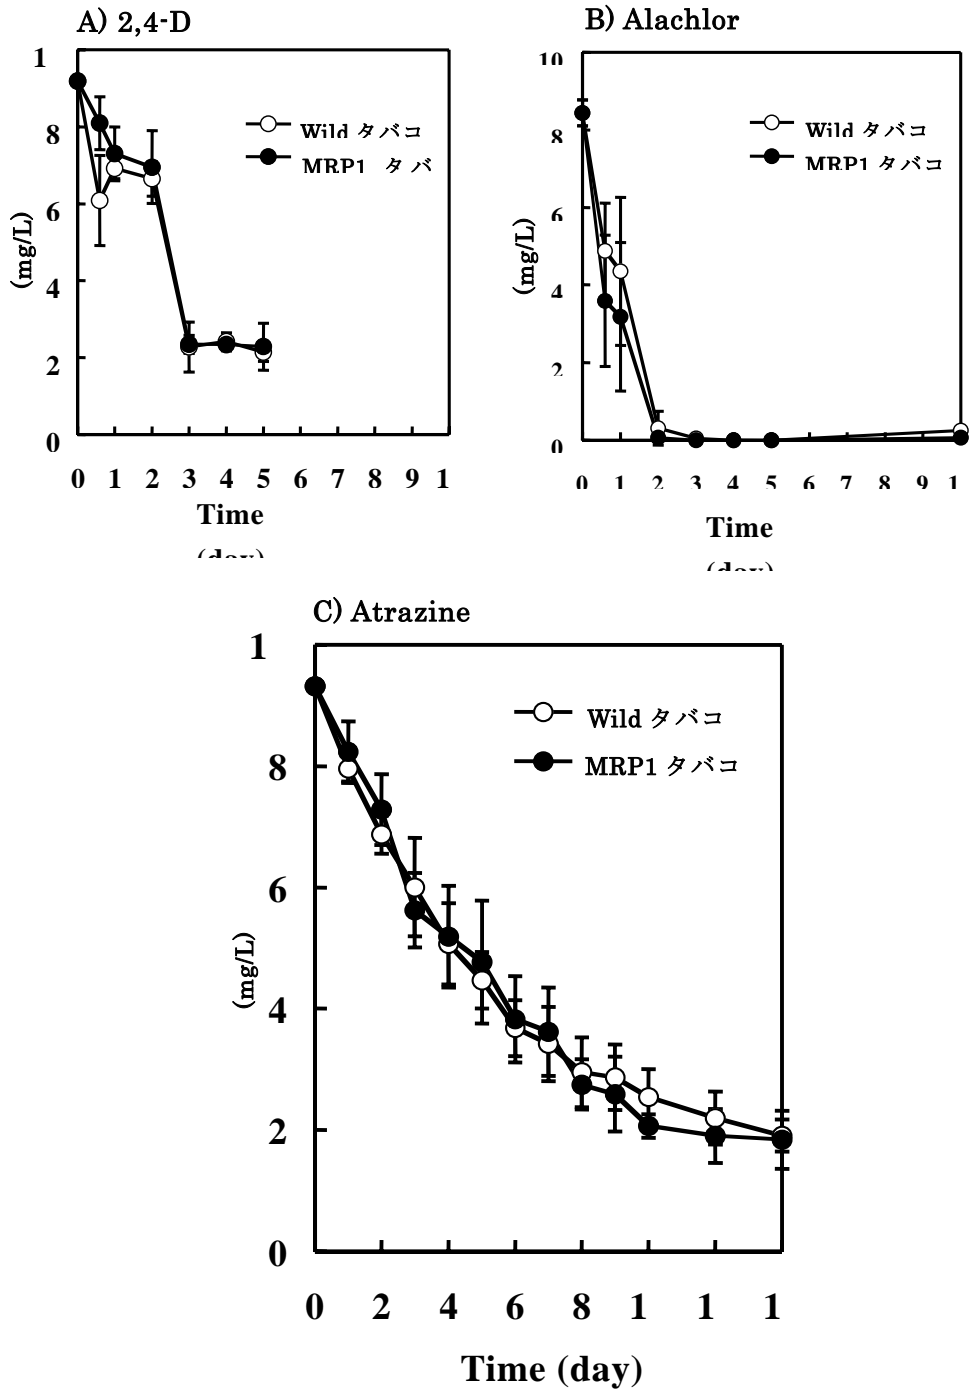 A) 2,4-D
1
8
6
4
2
0
(mg/L)
Wild タバコ
MRP1 タバ
0 1 2 3 4 5 6 7 8 9 1
Time
(day)
B) Alachlor
10
8
6
4
2
0
(mg/L)
Wild タバコ
MRP1 タバコ
0 1 2 3 4 5 6 7 8 9 1
Time
(day)
C) Atrazine
1
8
6
4
2
0
(mg/L)
Wild タバコ
MRP1 タバコ
0 2 4 6 8 1 1 1
Time (day)